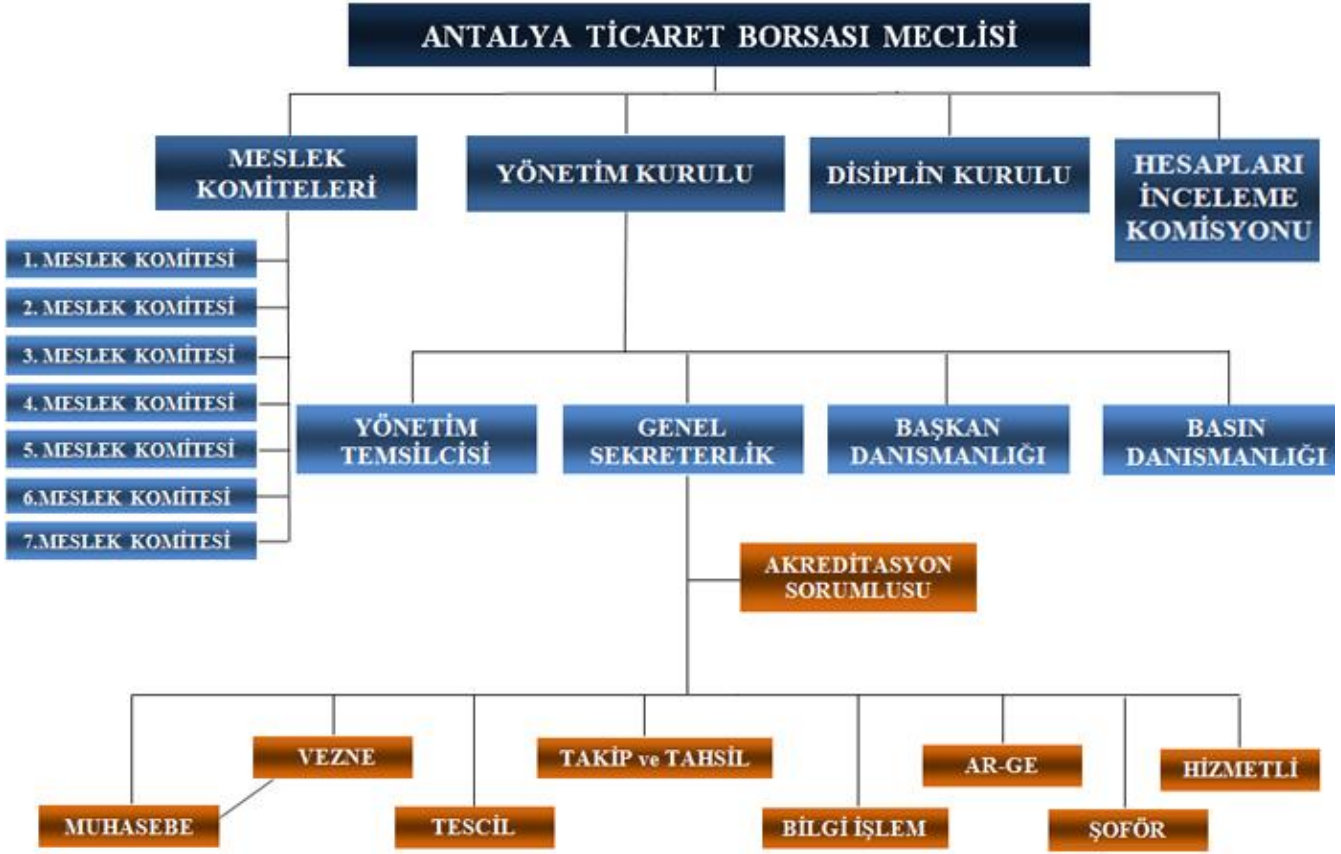 ANTALYA TİCARET BORSASI MECLİSİ
MESLEK
KOMİTELERİ
YÖNETİM KURULU
DİSİPLİN KURULU
HESAPLARI
İNCELEME
KOMİSYONU
1. MESLEK KOMİTESİ
2. MESLEK KOMİTESİ
3. MESLEK KOMİTESİ
4. MESLEK KOMİTESİ
5. MESLEK KOMİTESİ
6.MESLEK KOMİTESİ
7.MESLEK KOMİTESİ
YÖNETİM
TEMSİLCİSİ
GENEL
SEKRETERLİK
BAŞKAN
DANISMANLIĞI
BASIN
DANISMANLIĞI
AKREDİTASYON
SORUMLUSU
VEZNE
TAKİP ve TAHSİL
AR-GE
HİZMETLİ
MUHASEBE
TESCİL
BİLGİ İŞLEM
ŞOFÖR